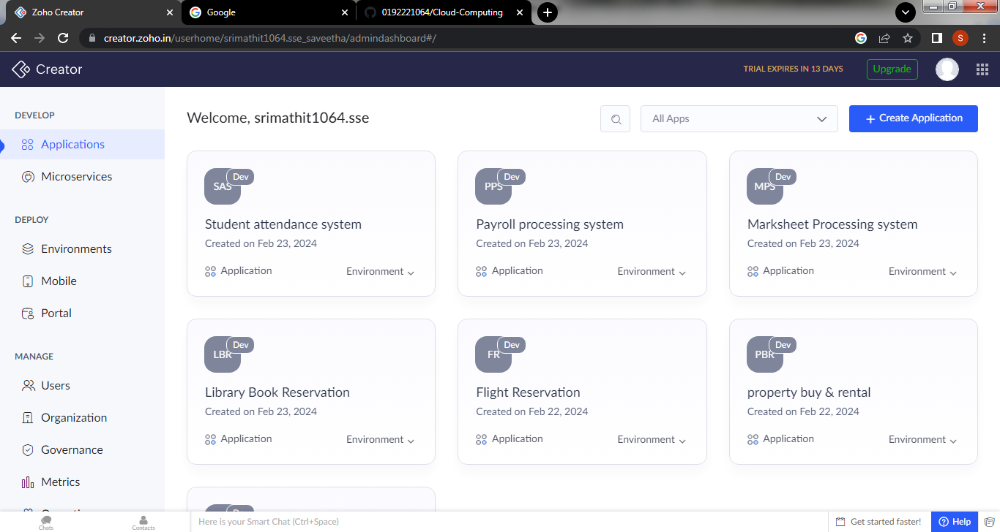 Zoho Creator
Google
0192221064/Cloud-Computing
creator.zoho.in/userhome/srimathit1064.sse_saveetha/admindashboard#/
S
Creator
TRIAL EXPIRES IN 13 DAYS
Upgrade
DEVELOP
Applications
Microservices
DEPLOY
Environments
Mobile
Portal
MANAGE
Users
Organization
Governance
Metrics
Welcome, srimathit1064.sse
All Apps
+ Create Application
SAS Dev
Student attendance system
Created on Feb 23, 2024
Application Environment
PPS Dev
Payroll processing system
Created on Feb 23, 2024
Application Environment
MPS Dev
Marksheet Processing system
Created on Feb 23, 2024
Application Environment
LBR Dev
Library Book Reservation
Created on Feb 23, 2024
Application Environment
FR Dev
Flight Reservation
Created on Feb 22, 2024
Application Environment
PBR Dev
property buy & rental
Created on Feb 22, 2024
Application Environment
Dev
Chats
Contacts
Here is your Smart Chat (Ctrl+Space)
Get started faster!
Help